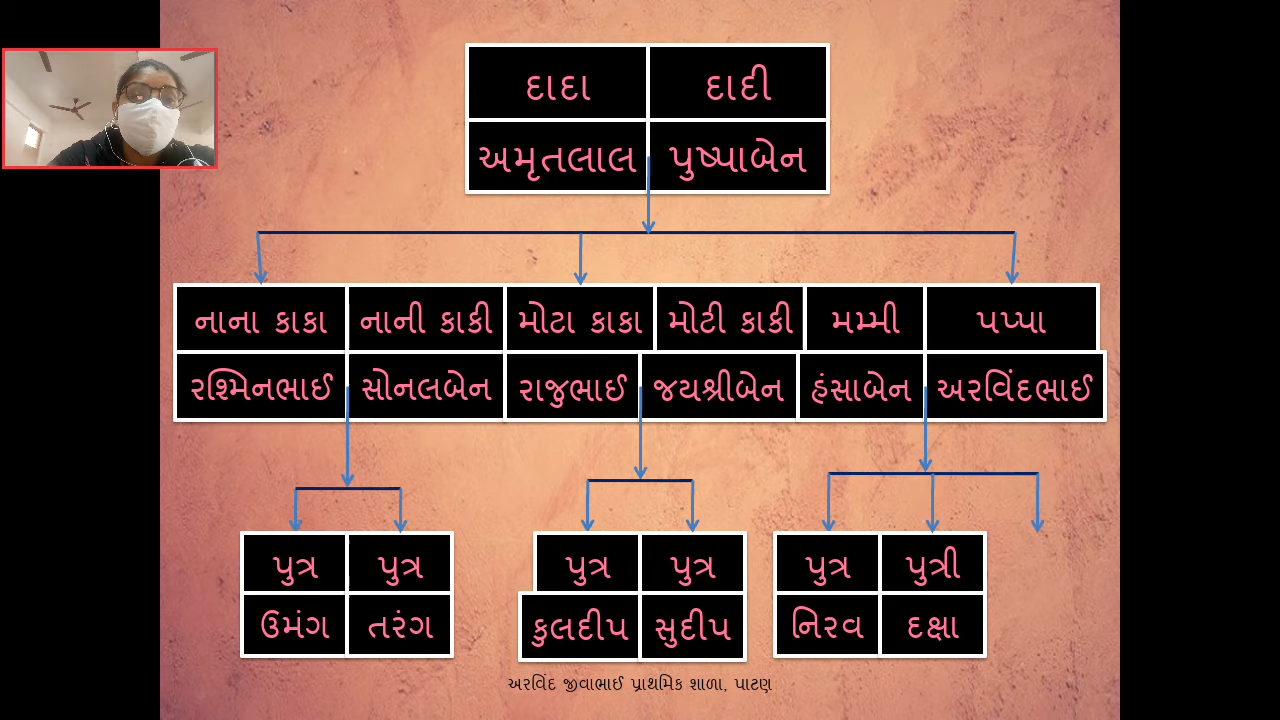 દાદા દાદી
અમૃતલાલ પુષ્પાબેન
નાના કાકા નાની કાકી મોટા કાકા મોટી કાકી મમ્મી પપ્પા
રશ્મિનભાઈ સોનલબેન રાજુભાઈ જયશ્રીબેન હંસાબેન અરવિંદભાઈ
પુત્ર પુત્ર પુત્ર પુત્ર પુત્ર પુત્રી
ઉમંગ તરંગ કુલદીપ સુદીપ નિરવ દક્ષા
અરવિંદ જીવાભાઈ પ્રાથમિક શાળા, પાટણ